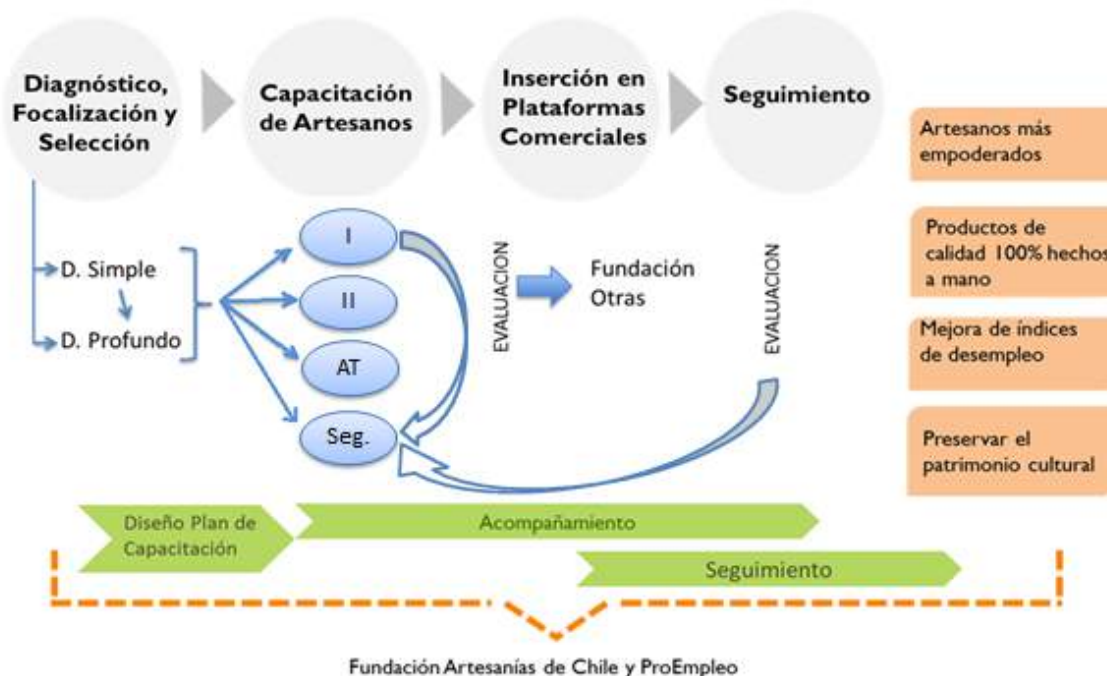 Diagnóstico,
Focalización y
Selección
Capacitación
de Artesanos
Inserción en
Plataformas
Comerciales
Seguimiento
D. Simple
D. Profundo
I
II
AT
Seg.
EVALUACION
Fundación
Otras
EVALUACION
Artesanos más
empoderados
Productos de
calidad 100% hechos
a mano
Mejora de índices
de desempleo
Preservar el
patrimonio cultural
Diseño Plan de
Capacitación
Acompañamiento
Seguimiento
Fundación Artesanías de Chile y ProEmpleo